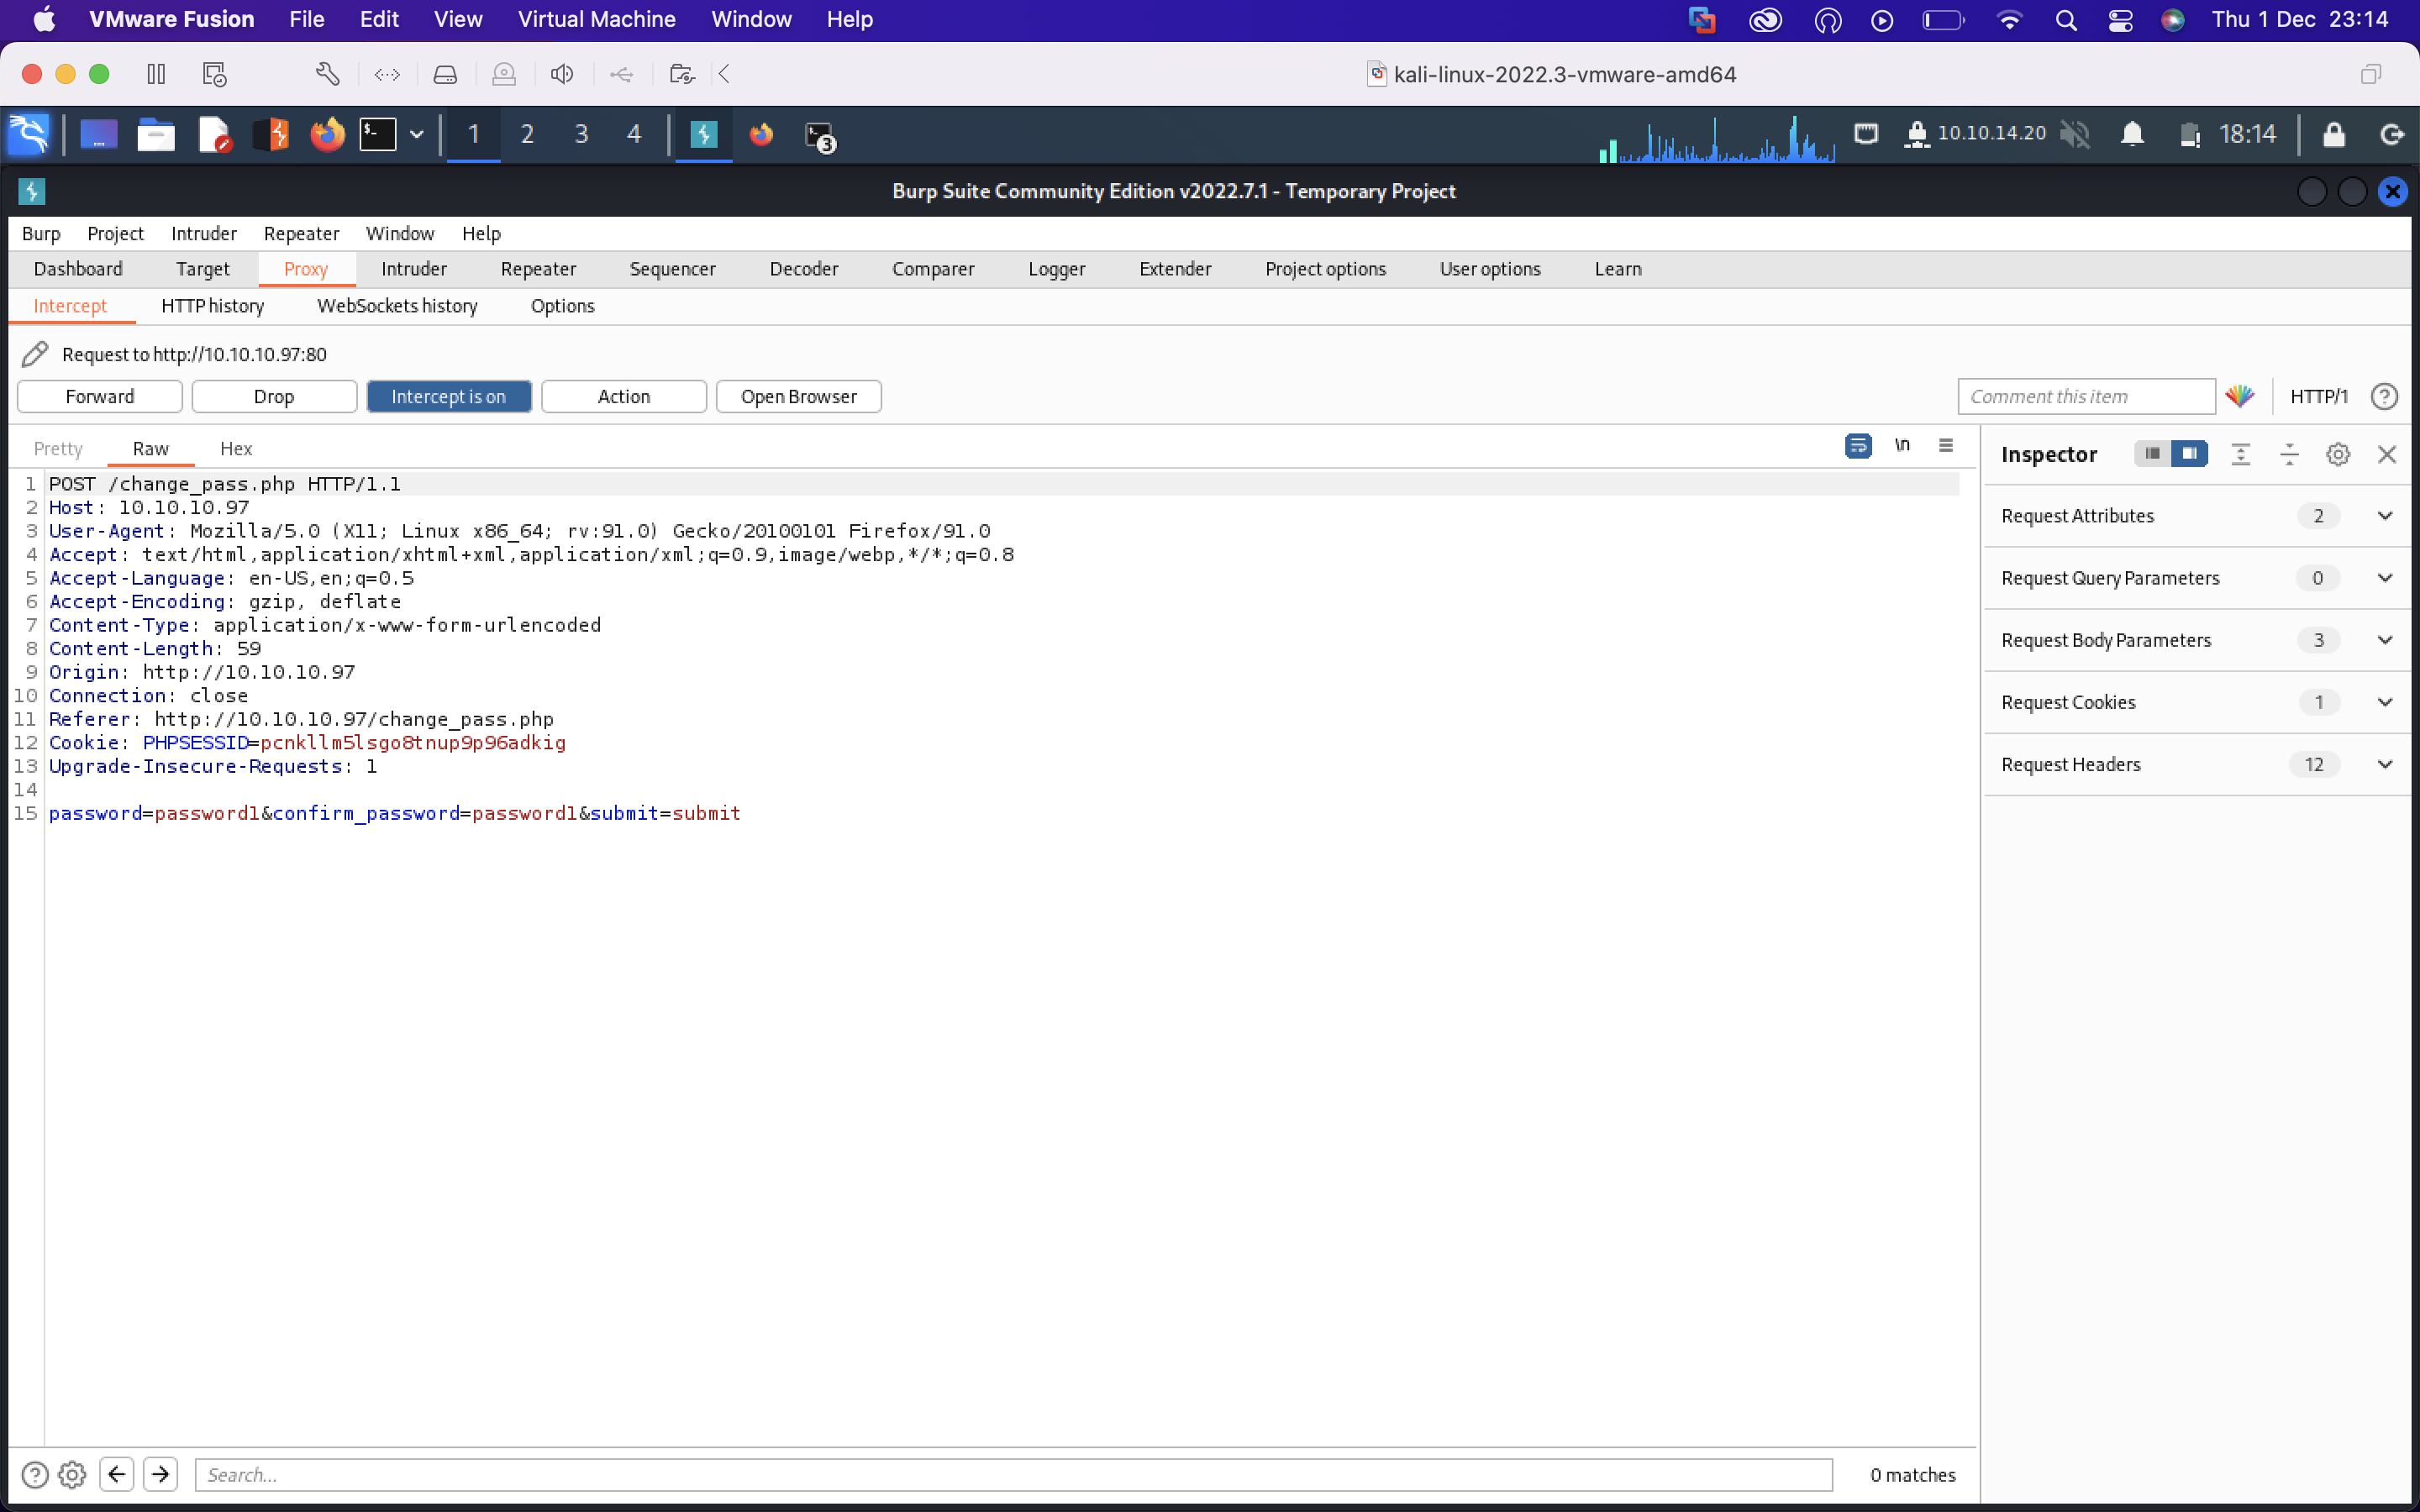 VMware Fusion File Edit View Virtual Machine Window Help Thu 1 Dec 23:14
kali-linux-2022.3-vmware-amd64
1 2 3 4 3 10.10.14.20 18:14
Burp Suite Community Edition v2022.7.1 - Temporary Project
Burp Project Intruder Repeater Window Help
Dashboard Target Proxy Intruder Repeater Sequencer Decoder Comparer Logger Extender Project options User options Learn
Intercept HTTP history WebSockets history Options
Request to http://10.10.10.97:80
Forward Drop Intercept is on Action Open Browser Comment this item HTTP/1 ?
Pretty Raw Hex \n
Inspector
1 POST /change_pass.php HTTP/1.1
2 Host: 10.10.10.97
3 User-Agent: Mozilla/5.0 (X11; Linux x86_64; rv:91.0) Gecko/20100101 Firefox/91.0
4 Accept: text/html,application/xhtml+xml,application/xml;q=0.9,image/webp,*/*;q=0.8
5 Accept-Language: en-US,en;q=0.5
6 Accept-Encoding: gzip, deflate
7 Content-Type: application/x-www-form-urlencoded
8 Content-Length: 59
9 Origin: http://10.10.10.97
10 Connection: close
11 Referer: http://10.10.10.97/change_pass.php
12 Cookie: PHPSESSID=pcnkllm5lsgo8tnup9p96adkig
13 Upgrade-Insecure-Requests: 1
14
15 password=password1&confirm_password=password1&submit=submit
Request Attributes 2
Request Query Parameters 0
Request Body Parameters 3
Request Cookies 1
Request Headers 12
? Search... 0 matches